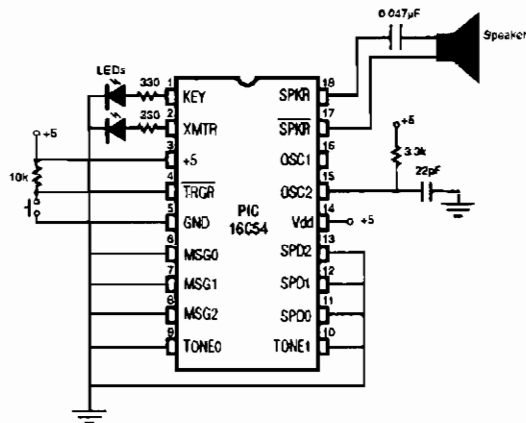 0.047µF
Speaker
LEDs
330
1
KEY
SPKR
18
2
XMTR
SPKR
17
+5
+5
3
+5
OSC1
16
3.3k
22pF
10k
4
TRGR
OSC2
15
5
GND
PIC
16C54
Vdd
14
+5
6
MSG0
SPD2
13
7
MSG1
SPD1
12
8
MSG2
SPD0
11
9
TONE0
TONE1
10